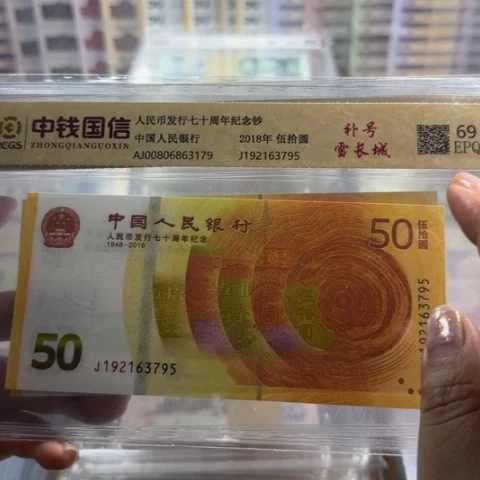 中钱国信
ZHONGQIANGUOXIN
人民币发行七十周年纪念钞
中国人民银行 2018年 伍拾圆
AJ00806863179 J192163795
补号
雪长城
69
EPQ
中国人民银行
人民币发行七十周年纪念
1948-2018
50
伍拾圆
50
J192163795
J192163795